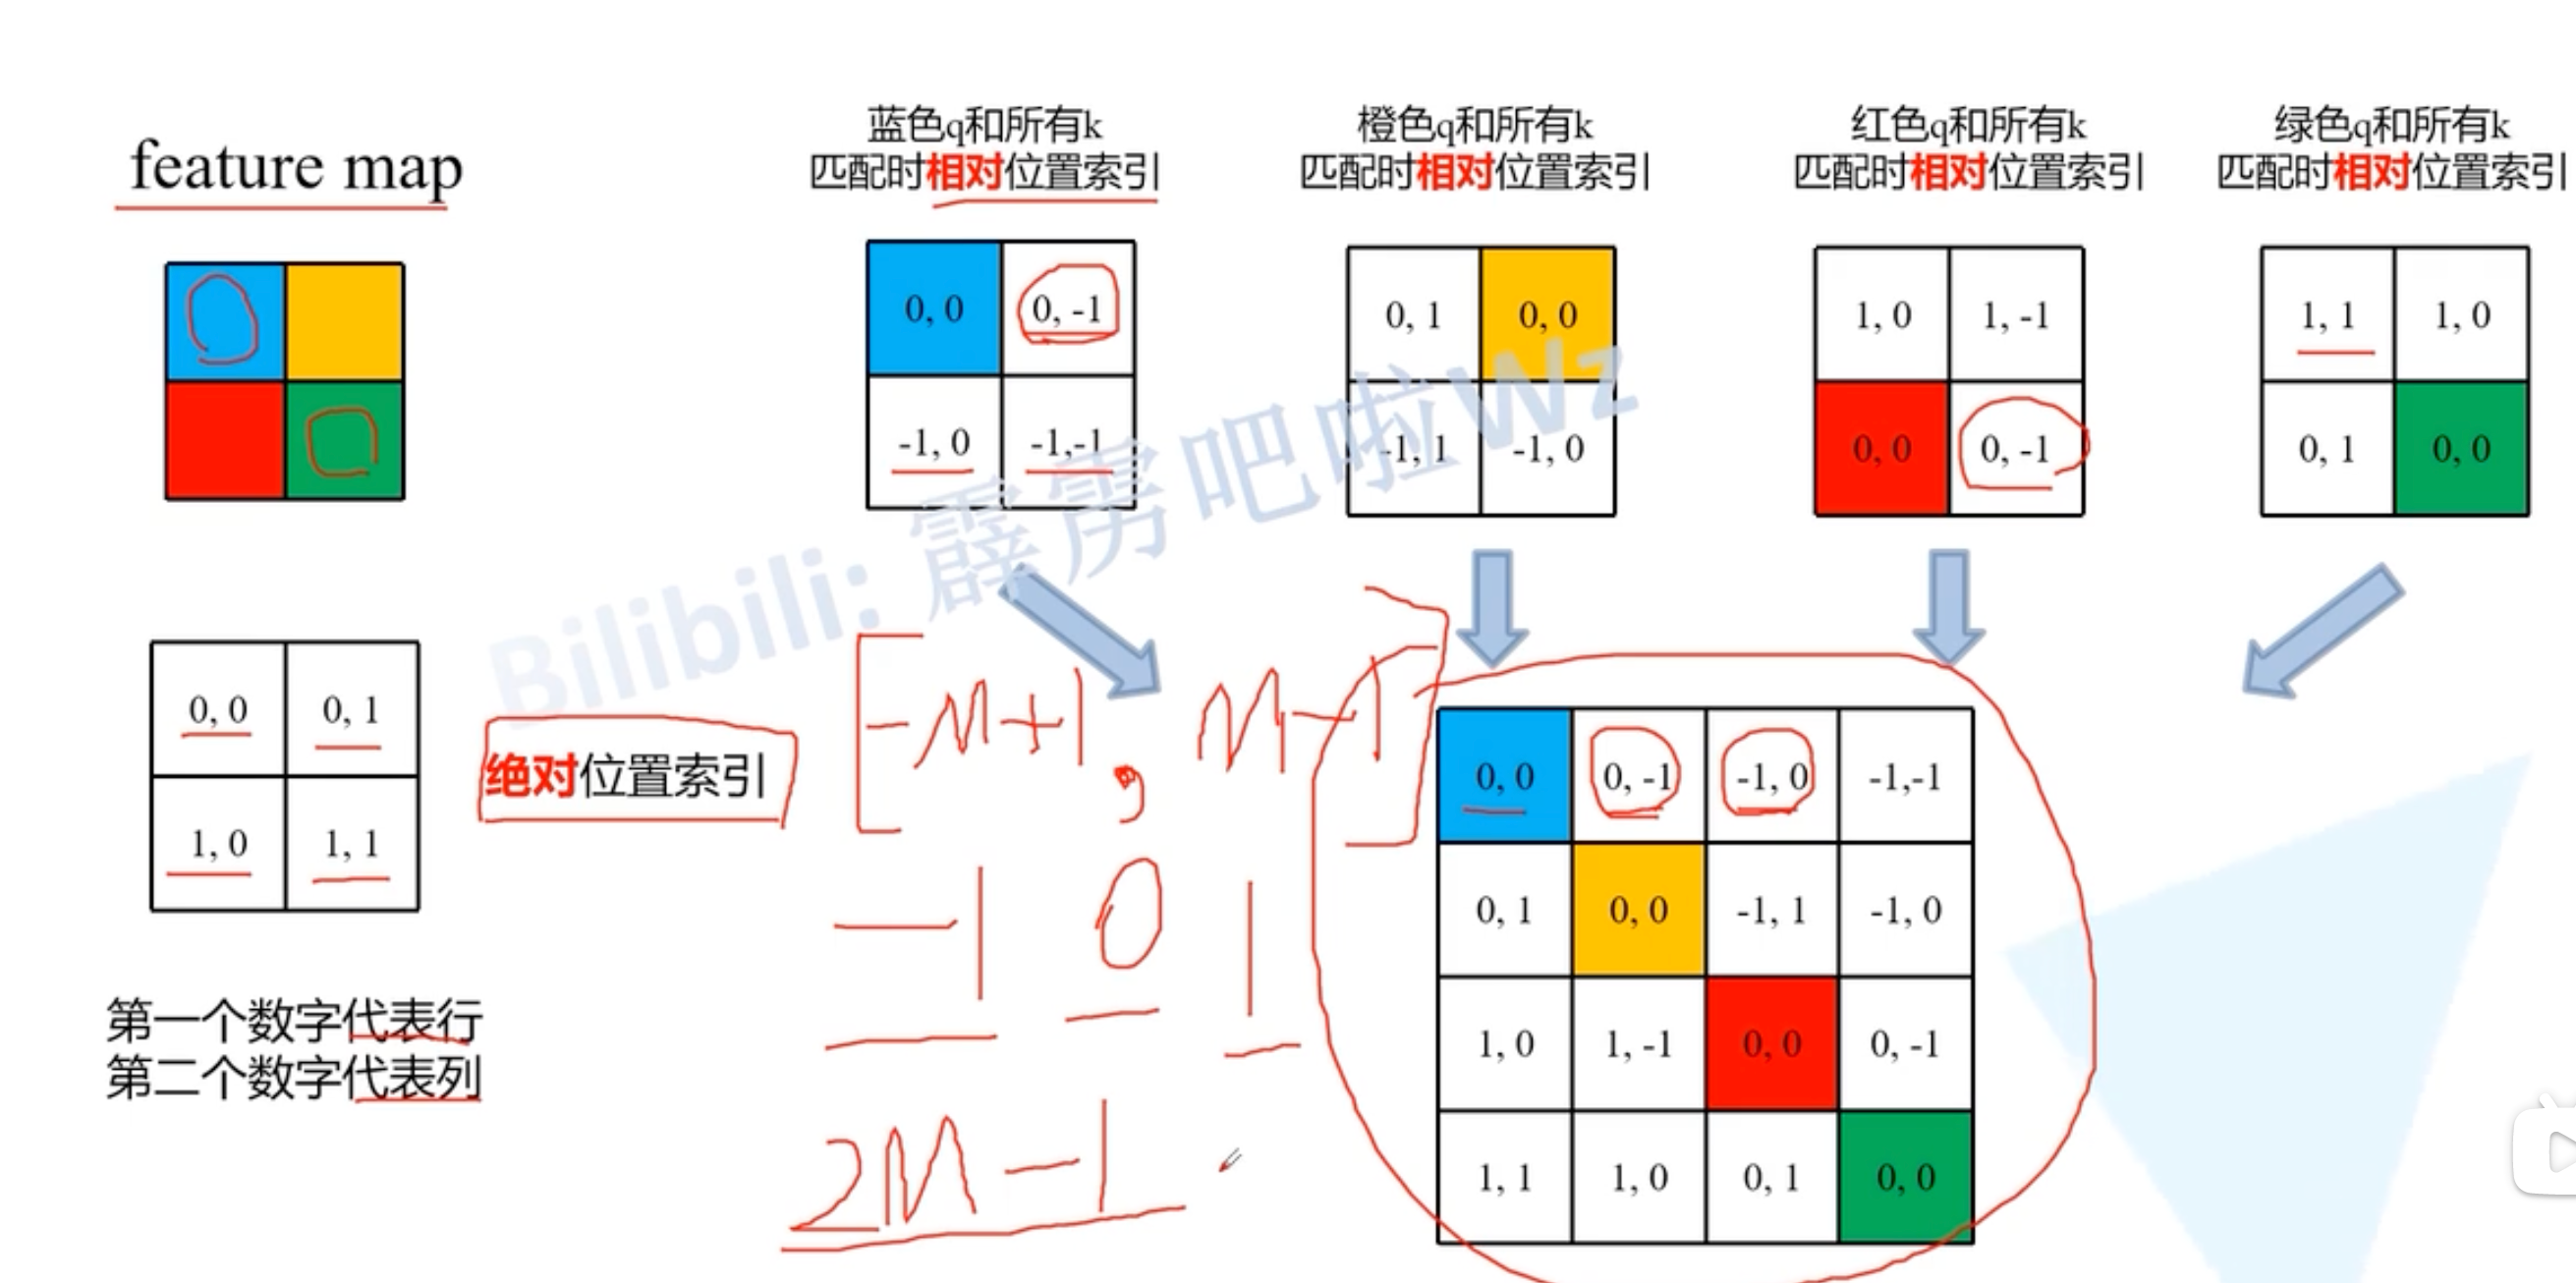 feature map
蓝色q和所有k
匹配时相对位置索引
橙色q和所有k
匹配时相对位置索引
红色q和所有k
匹配时相对位置索引
绿色q和所有k
匹配时相对位置索引
0, 0
0, -1
-1, 0
-1,-1
0, 1
0, 0
-1, 1
-1, 0
1, 0
1, -1
0, 0
0, -1
1, 1
1, 0
0, 1
0, 0
Bilibili: 霹雳吧啦Wz
0, 0
0, 1
1, 0
1, 1
绝对位置索引
第一个数字代表行
第二个数字代表列
[-M+1, M-1]
-1 0 1
2M-1
0, 0 0, -1 -1, 0 -1,-1
0, 1 0, 0 -1, 1 -1, 0
1, 0 1, -1 0, 0 0, -1
1, 1 1, 0 0, 1 0, 0